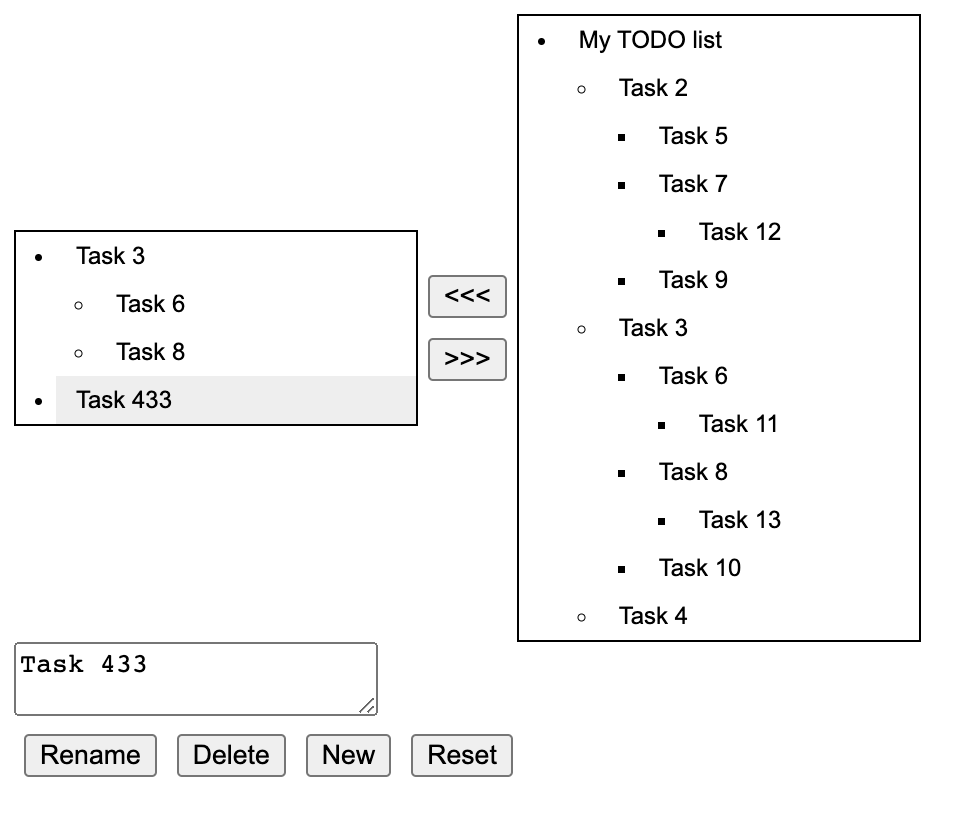 Task 3
Task 6
Task 8
Task 433
<<<
>>>
My TODO list
Task 2
Task 5
Task 7
Task 12
Task 9
Task 3
Task 6
Task 11
Task 8
Task 13
Task 10
Task 4
Task 433
Rename Delete New Reset